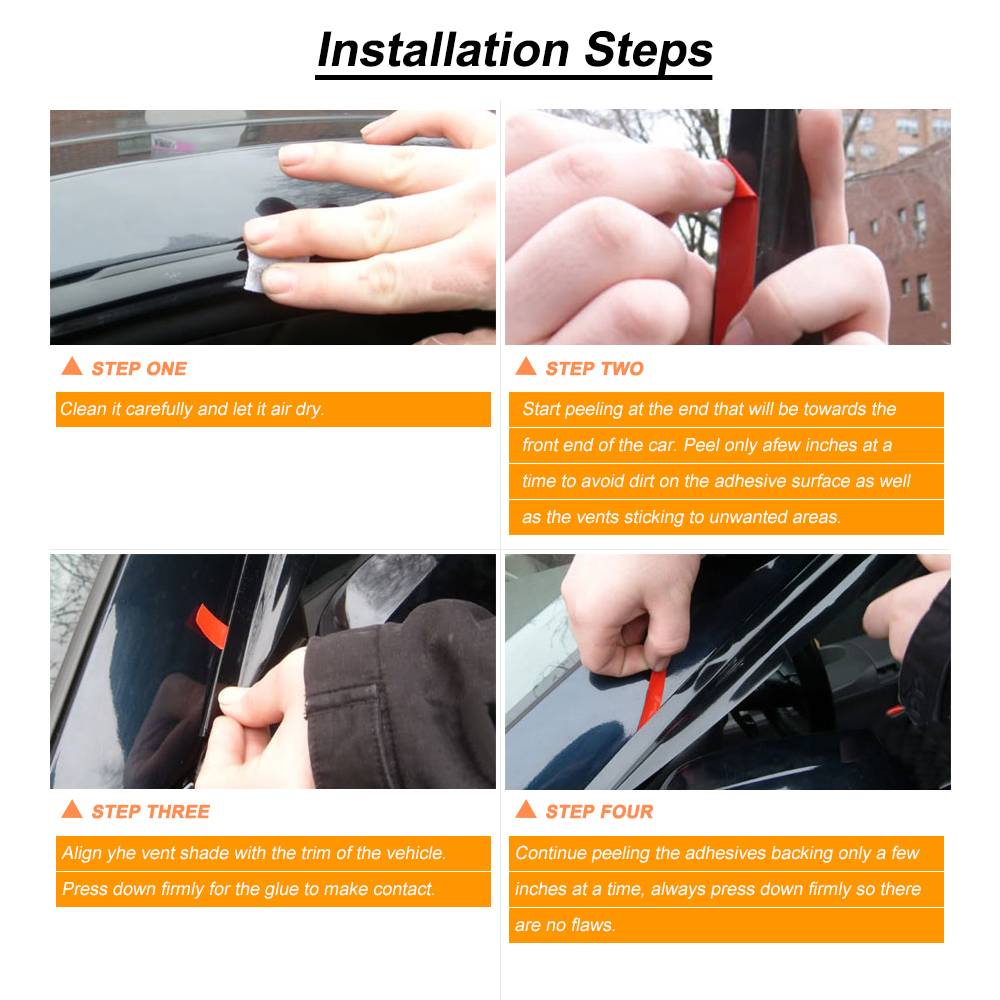 Installation Steps
STEP ONE
Clean it carefully and let it air dry.
STEP TWO
Start peeling at the end that will be towards the
front end of the car. Peel only afew inches at a
time to avoid dirt on the adhesive surface as well
as the vents sticking to unwanted areas.
STEP THREE
Align yhe vent shade with the trim of the vehicle.
Press down firmly for the glue to make contact.
STEP FOUR
Continue peeling the adhesives backing only a few
inches at a time, always press down firmly so there
are no flaws.